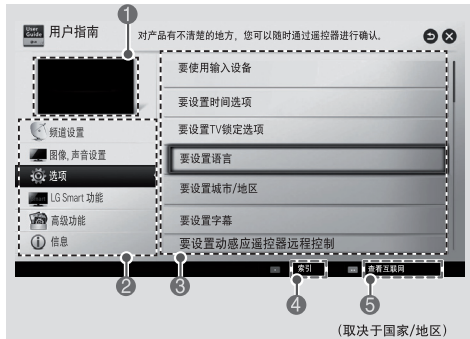 1
User Guide
用户指南
对产品有不清楚的地方，您可以随时通过遥控器进行确认。
要使用输入设备
要设置时间选项
要设置TV锁定选项
要设置语言
要设置城市/地区
要设置字幕
要设置动感应遥控器远程控制
频道设置
图像, 声音设置
选项
LG Smart 功能
高级功能
信息
索引
查看互联网
2
3
4
5
(取决于国家/地区)